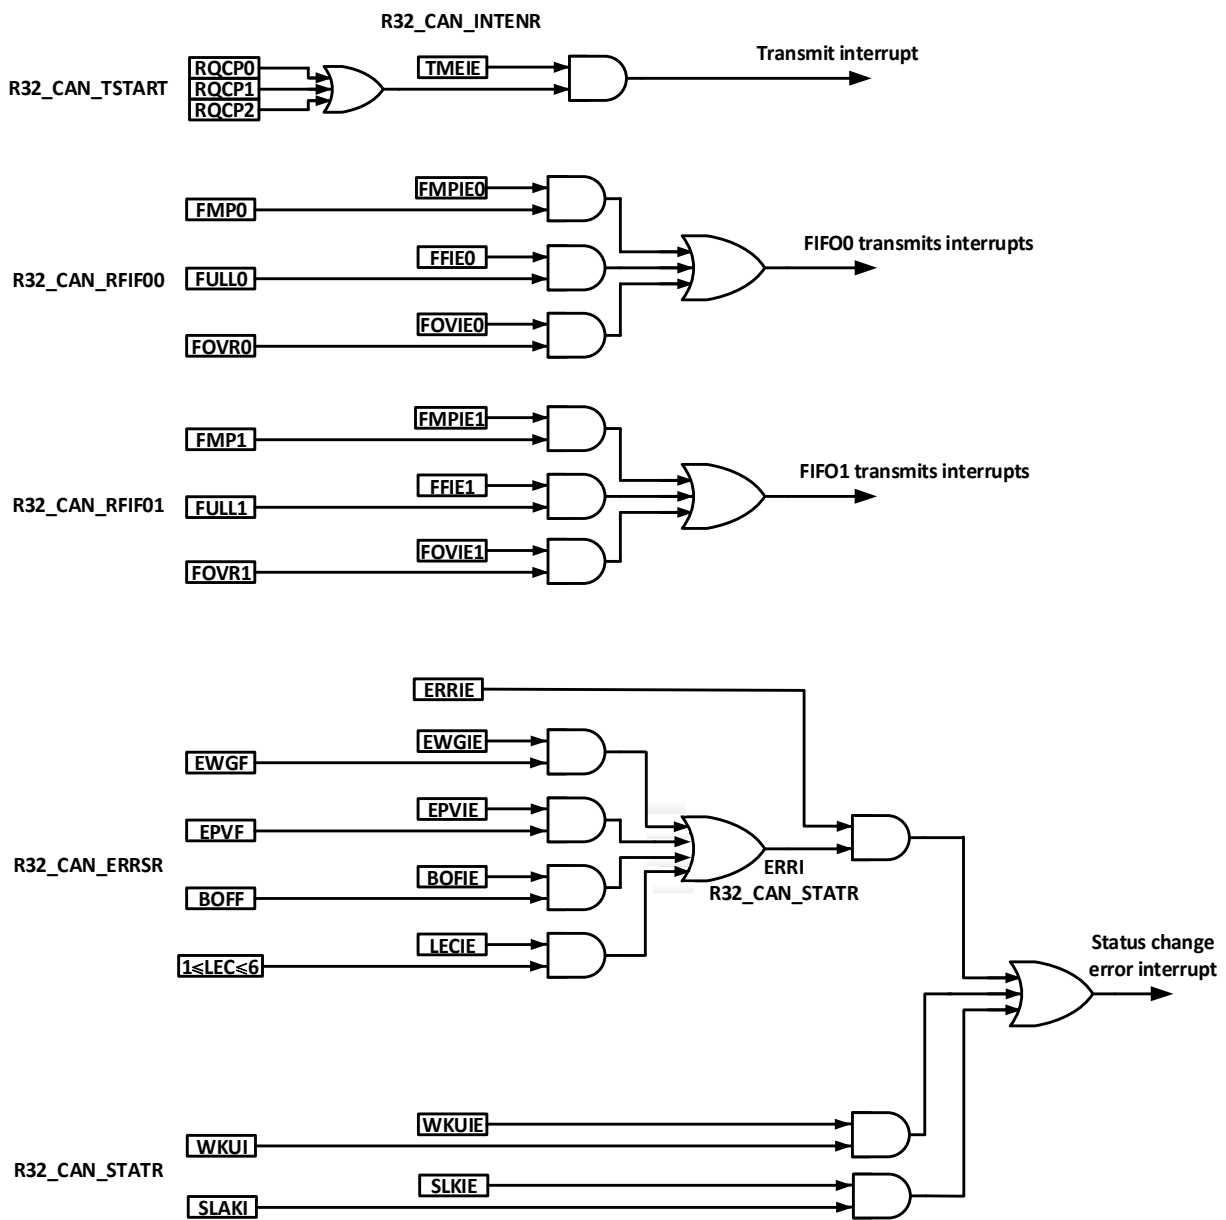 R32_CAN_INTENR
Transmit interrupt
RQCP0
TMEIE
R32_CAN_TSTART
RQCP1
RQCP2
FMPIE0
FMP0
FIFO0 transmits interrupts
FFIE0
R32_CAN_RFIF00
FULL0
FOVIE0
FOVR0
FMPIE1
FMP1
FIFO1 transmits interrupts
FFIE1
R32_CAN_RFIF01
FULL1
FOVIE1
FOVR1
ERRIE
EWGIE
EWGF
EPVIE
EPVF
R32_CAN_ERRSR
ERRI
R32_CAN_STATR
BOFIE
BOFF
LECIE
1⩽LEC⩽6
Status change
error interrupt
WKUIE
WKUI
R32_CAN_STATR
SLKIE
SLAKI